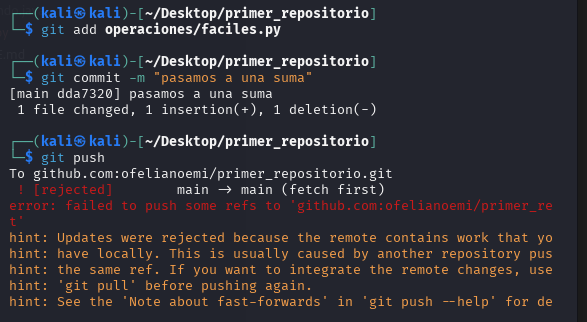 ┌──(kali㉿kali)-[~/Desktop/primer_repositorio]
└─$ git add operaciones/faciles.py
┌──(kali㉿kali)-[~/Desktop/primer_repositorio]
└─$ git commit -m "pasamos a una suma"
[main dda7320] pasamos a una suma
 1 file changed, 1 insertion(+), 1 deletion(-)
┌──(kali㉿kali)-[~/Desktop/primer_repositorio]
└─$ git push
To github.com:ofelianoemi/primer_repositorio.git
 ! [rejected]        main → main (fetch first)
error: failed to push some refs to 'github.com:ofelianoemi/primer_re
t'
hint: Updates were rejected because the remote contains work that yo
hint: have locally. This is usually caused by another repository pus
hint: the same ref. If you want to integrate the remote changes, use
hint: 'git pull' before pushing again.
hint: See the 'Note about fast-forwards' in 'git push --help' for de